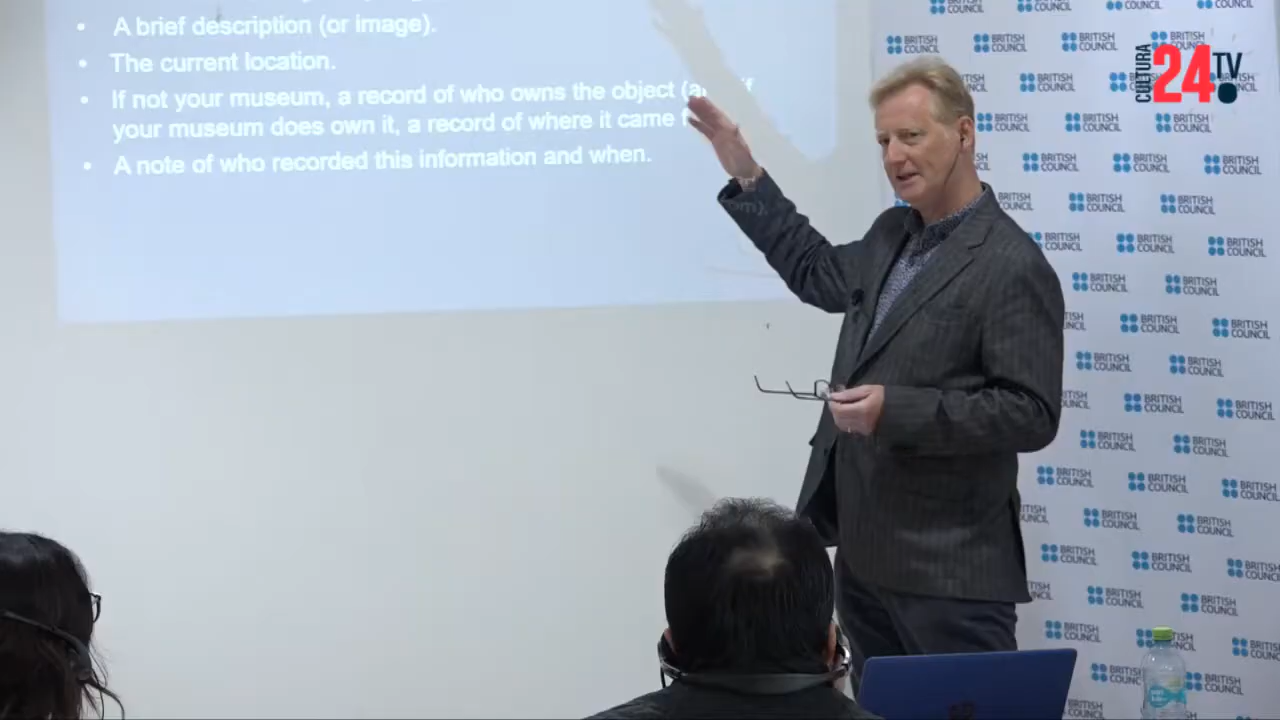 A brief description (or image).
The current location.
If not your museum, a record of who owns the object
your museum does own it, a record of where it came
A note of who recorded this information and when.
CULTURA 24 TV
BRITISH COUNCIL